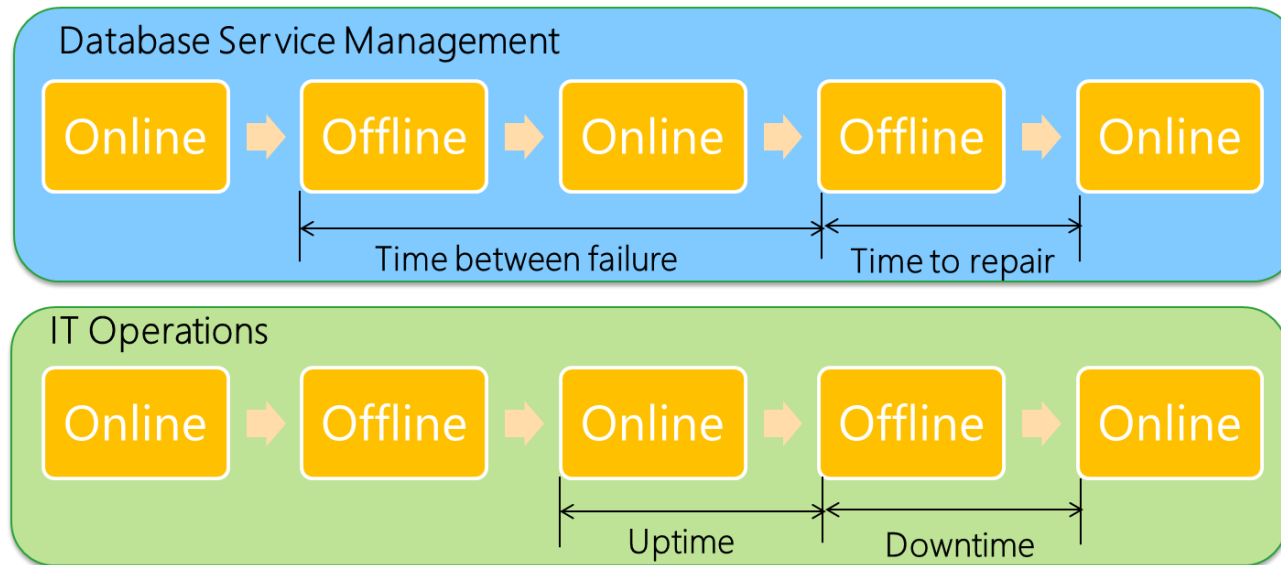 Database Service Management
Online
Offline
Online
Offline
Online
Time between failure
Time to repair
IT Operations
Online
Offline
Online
Offline
Online
Uptime
Downtime